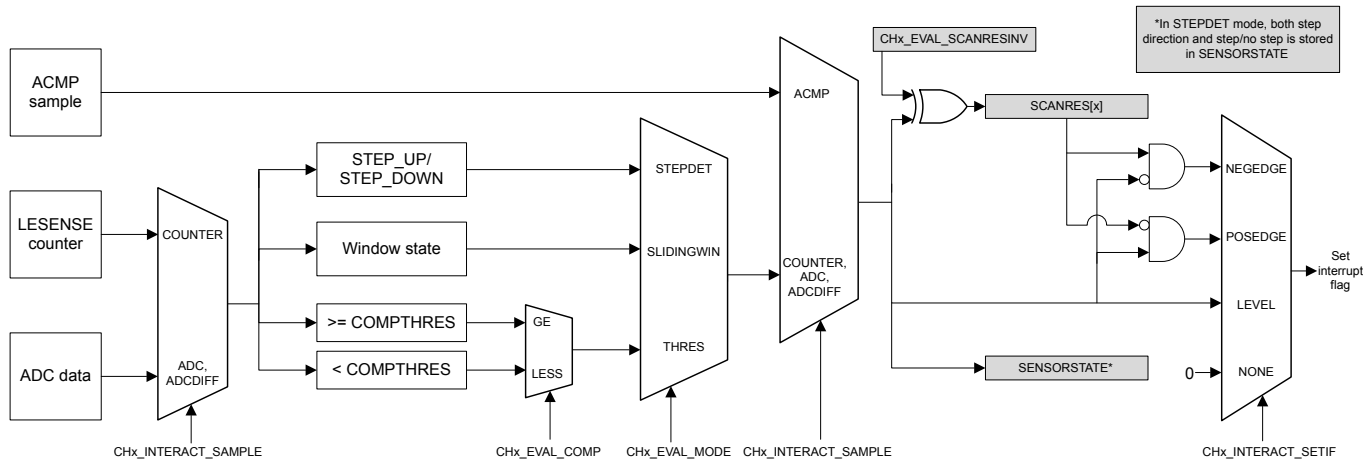 ACMP
sample
LESENSE
counter
ADC data
COUNTER
ADC,
ADCDIFF
CHx_INTERACT_SAMPLE
STEP_UP/
STEP_DOWN
Window state
>= COMPTHRES
< COMPTHRES
GE
LESS
CHx_EVAL_COMP
STEPDET
SLIDINGWIN
THRES
CHx_EVAL_MODE
ACMP
COUNTER,
ADC,
ADCDIFF
CHx_INTERACT_SAMPLE
CHx_EVAL_SCANRESINV
SCANRES[x]
SENSORSTATE*
*In STEPDET mode, both step
direction and step/no step is stored
in SENSORSTATE
NEGEDGE
POSEDGE
LEVEL
0
NONE
CHx_INTERACT_SETIF
Set
interrupt
flag